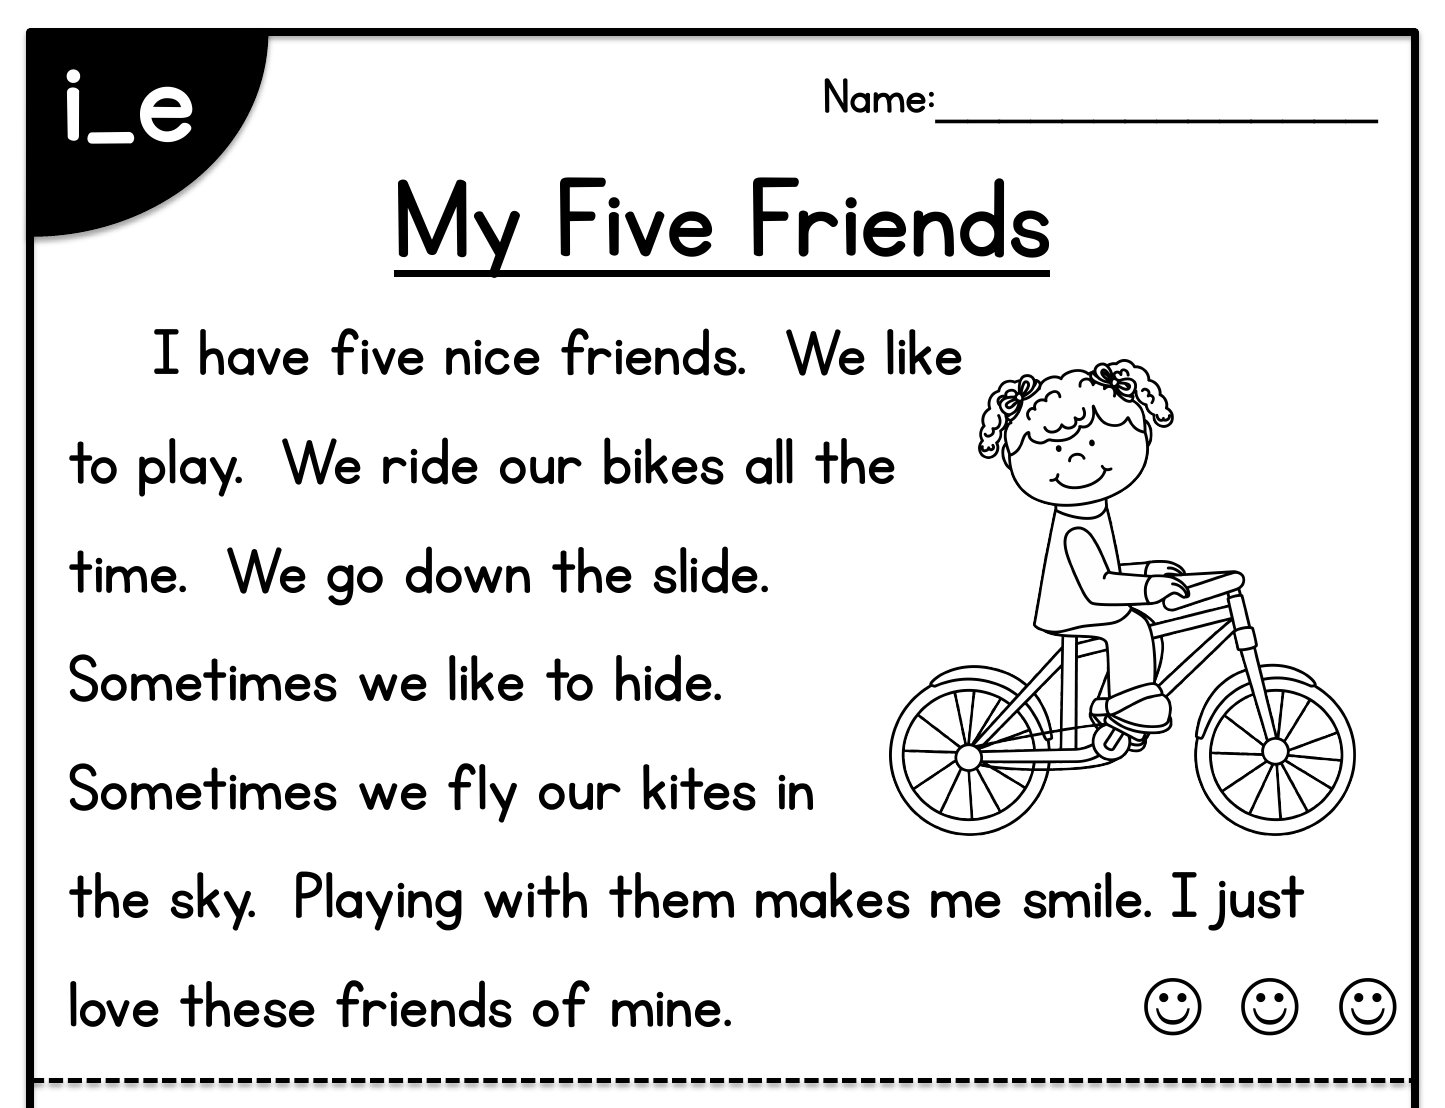 i_e
Name:
My Five Friends
I have five nice friends. We like
to play. We ride our bikes all the
time. We go down the slide.
Sometimes we like to hide.
Sometimes we fly our kites in
the sky. Playing with them makes me smile. I just
love these friends of mine.